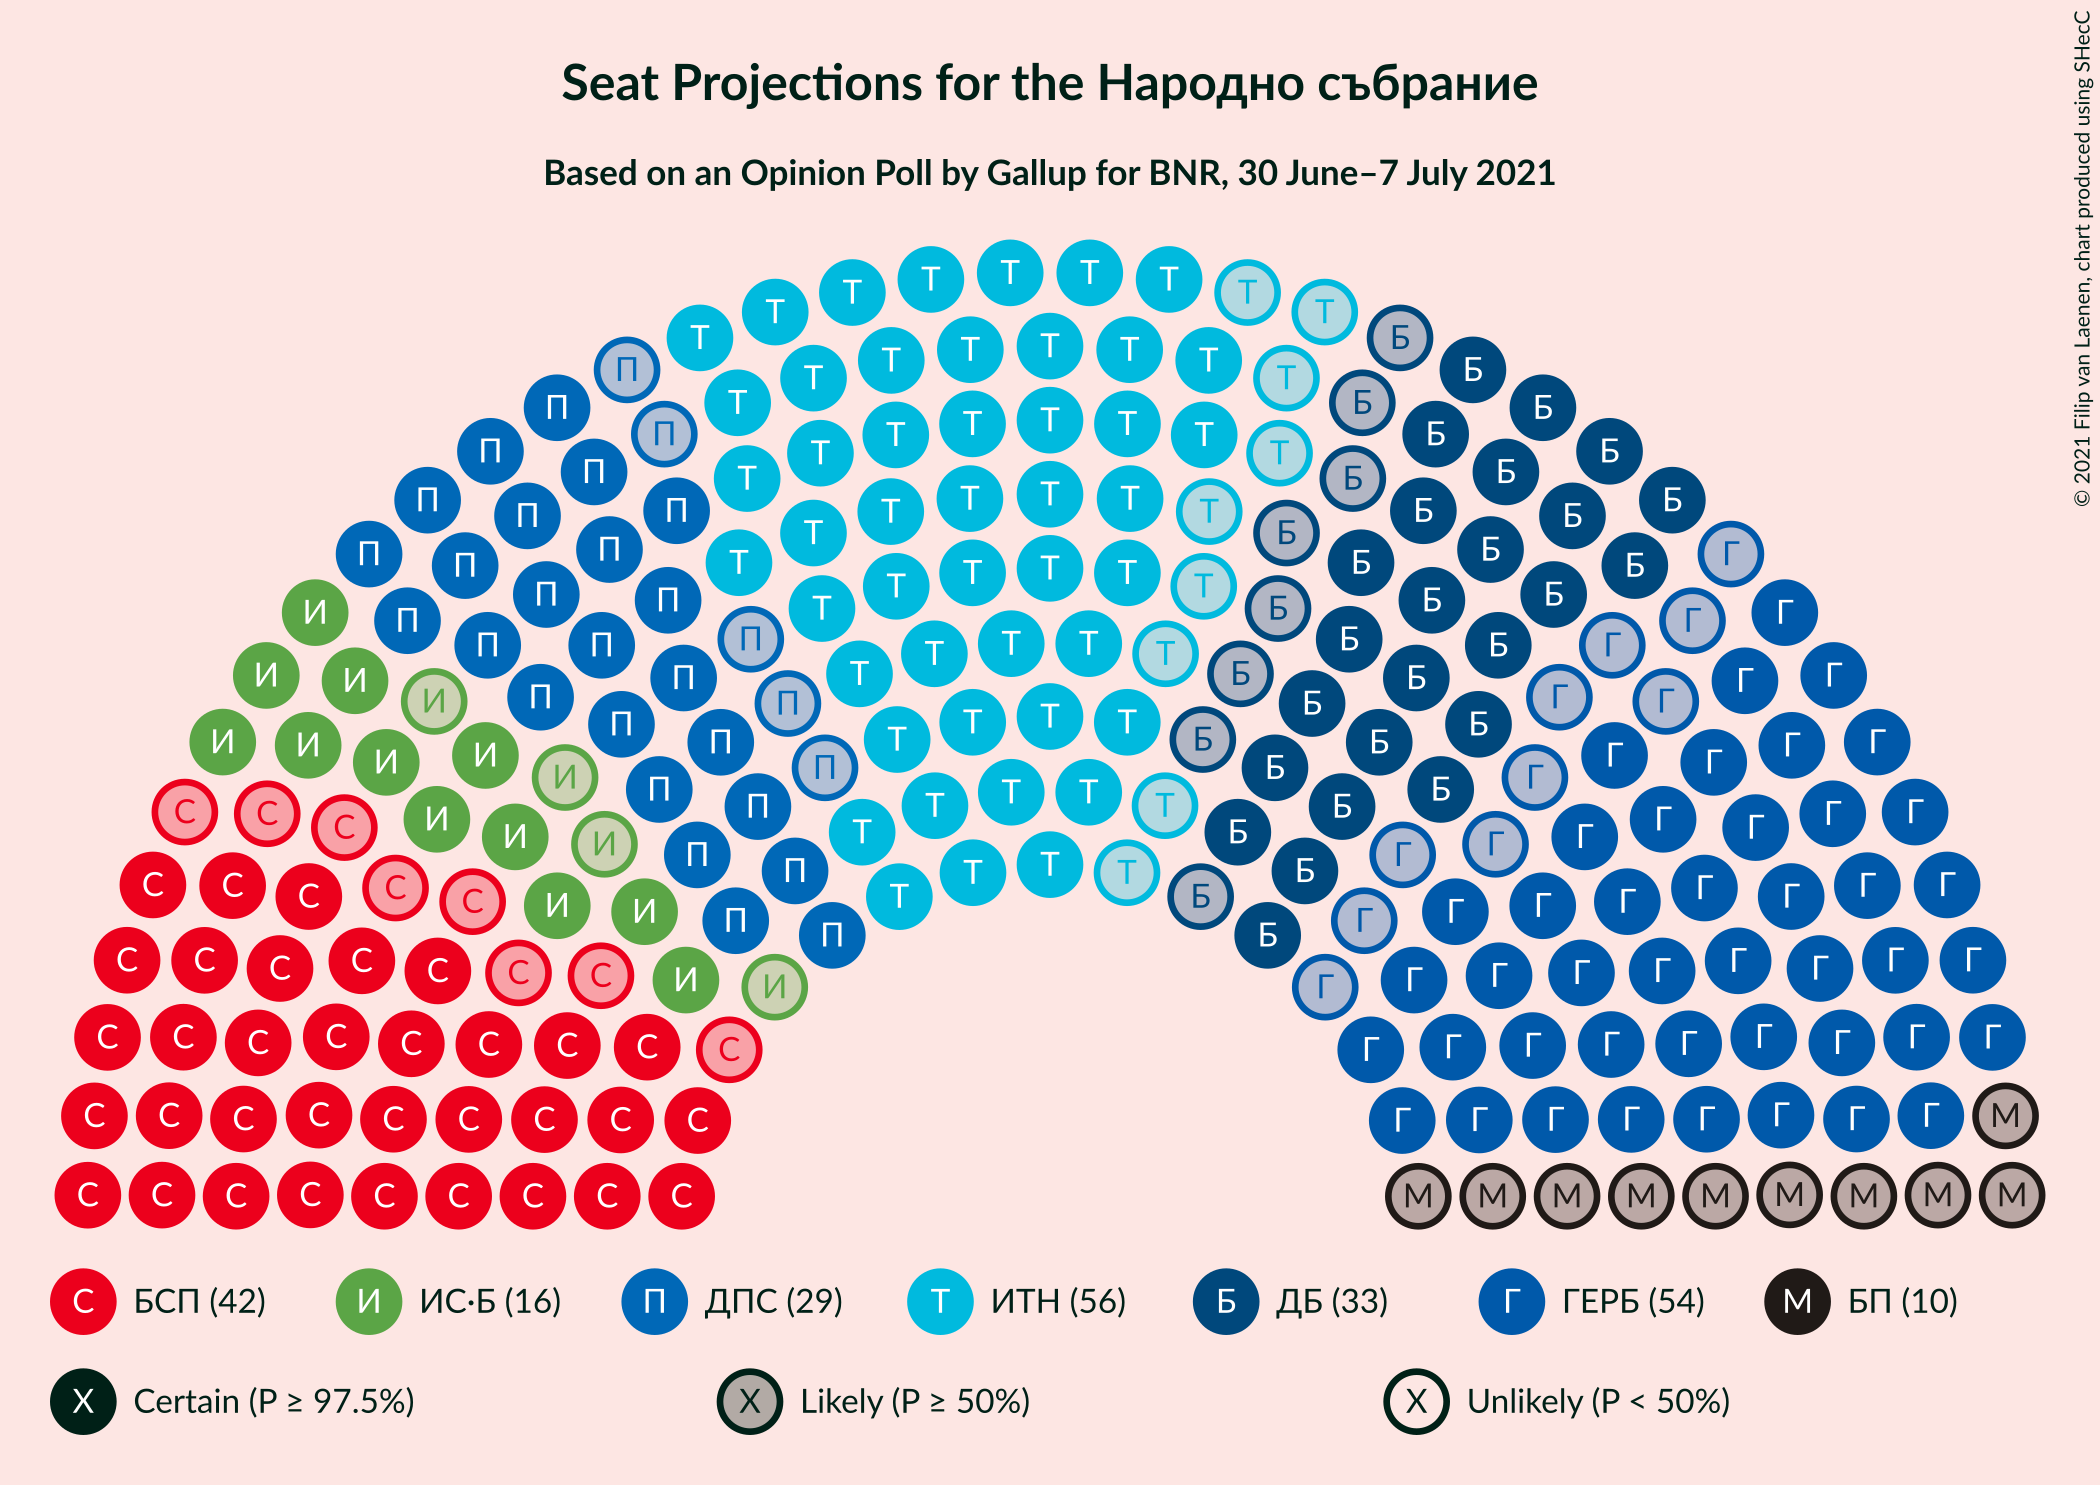 Seat Projections for the Народно събрание
Based on an Opinion Poll by Gallup for BNR, 30 June–7 July 2021
© 2021 Filip van Laenen, chart produced using SHecC
Т Т Т Т Т Т Т Т Т
С БСП (42) И ИС·Б (16) П ДПС (29) Т ИТН (56) Б ДБ (33) Г ГЕРБ (54) М БП (10)
X Certain (P ≥ 97.5%) X Likely (P ≥ 50%) X Unlikely (P < 50%)